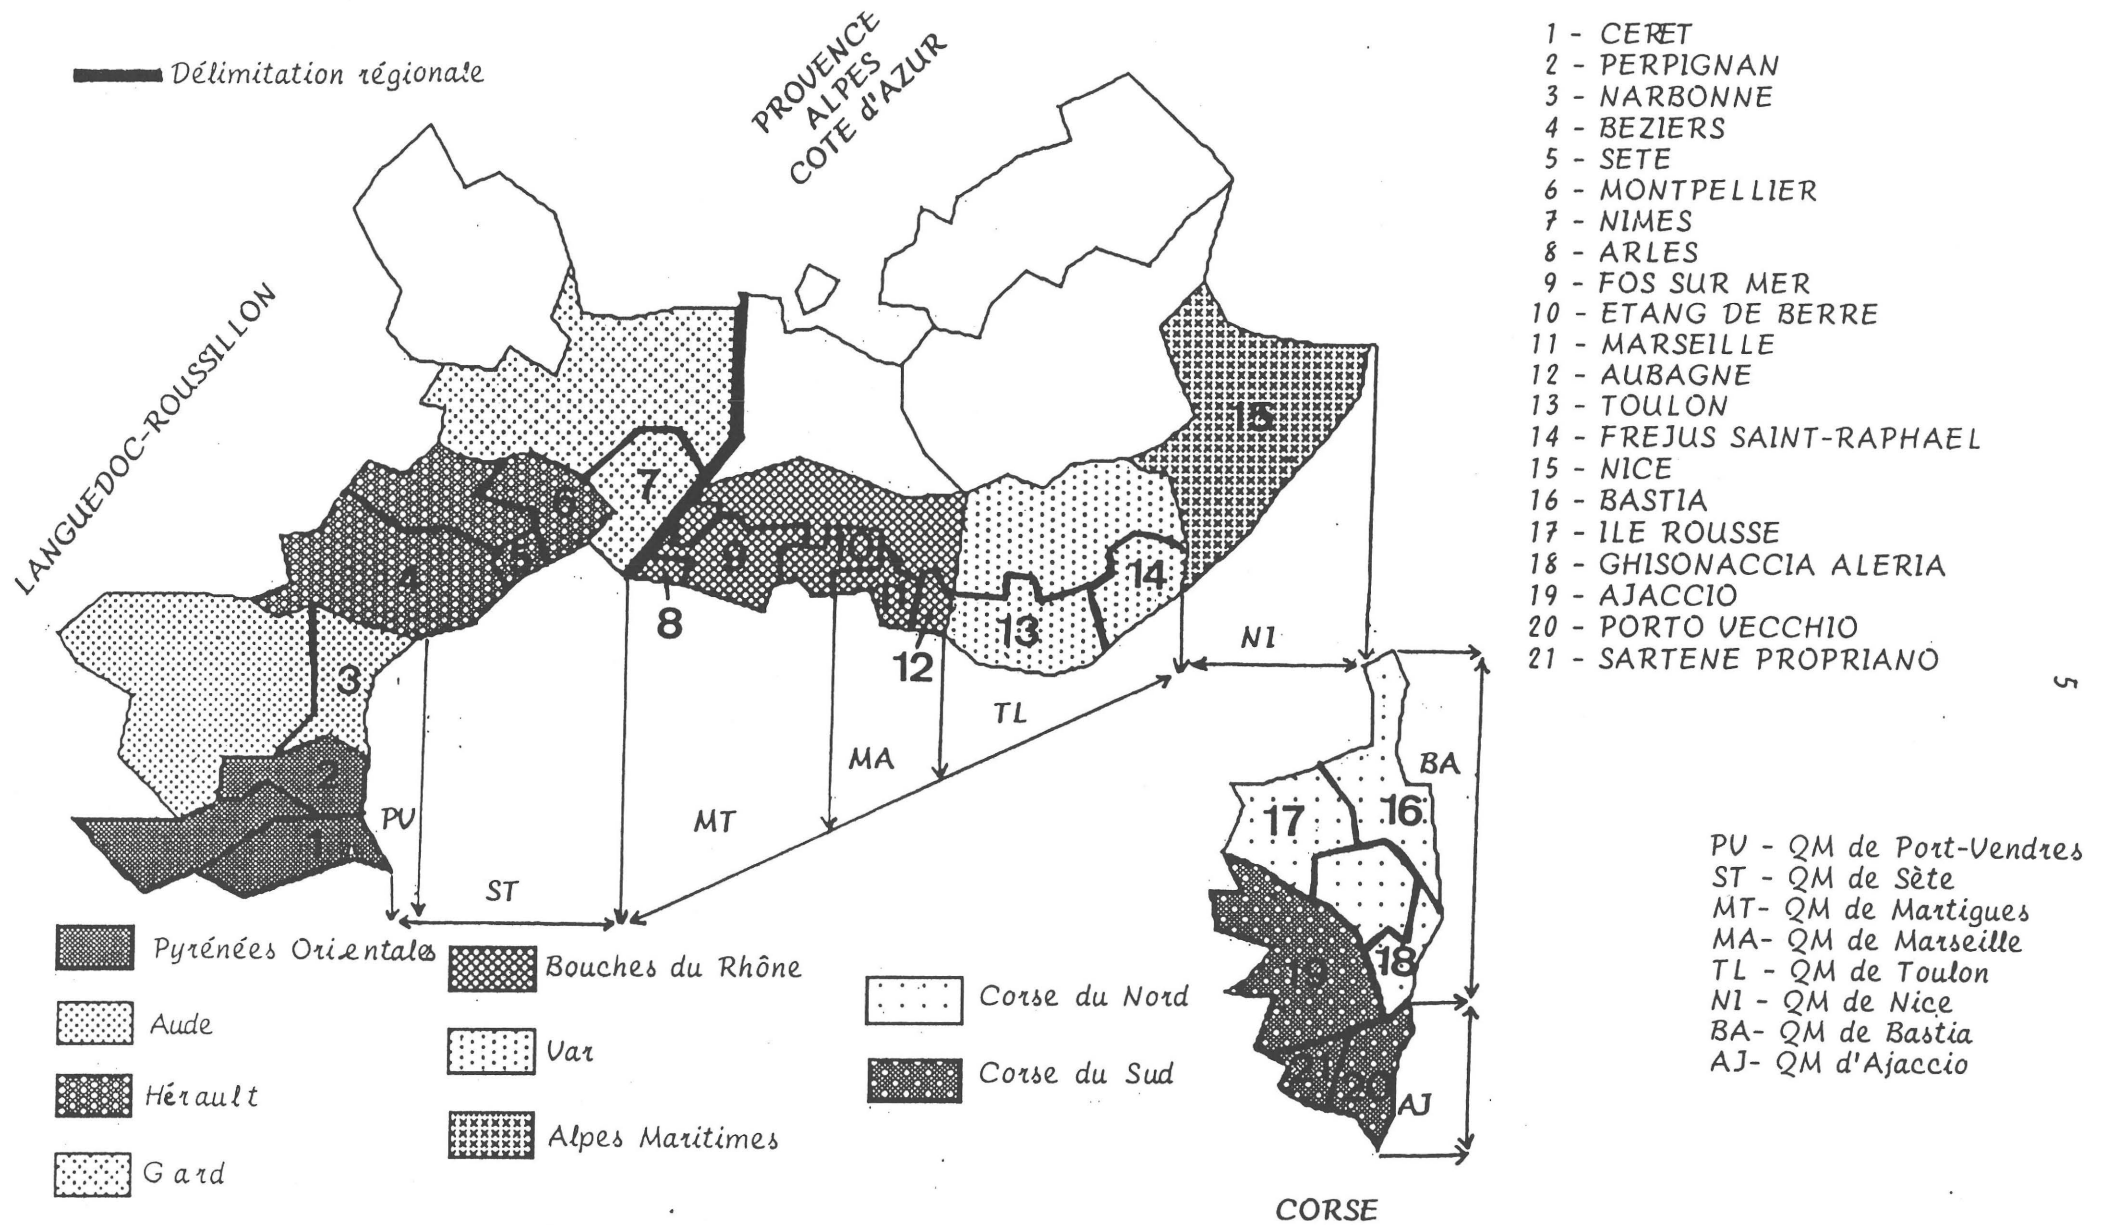 Délimitation régionale
PROVENCE
ALPES
COTE d'AZUR
LANGUEDOC-ROUSSILLON
1 - CERET
2 - PERPIGNAN
3 - NARBONNE
4 - BEZIERS
5 - SETE
6 - MONTPELLIER
7 - NIMES
8 - ARLES
9 - FOS SUR MER
10 - ETANG DE BERRE
11 - MARSEILLE
12 - AUBAGNE
13 - TOULON
14 - FREJUS SAINT-RAPHAEL
15 - NICE
16 - BASTIA
17 - ILE ROUSSE
18 - GHISONACCIA ALERIA
19 - AJACCIO
20 - PORTO VECCHIO
21 - SARTENE PROPRIANO
5
15
7
6
5
4
10
9
11
14
8
13
12
3
2
1
NI
TL
MA
MT
PV
ST
BA
17
16
18
19
21
20
AJ
PV - QM de Port-Vendres
ST - QM de Sète
MT- QM de Martigues
MA- QM de Marseille
TL - QM de Toulon
NI - QM de Nice
BA- QM de Bastia
AJ- QM d'Ajaccio
Pyrénées Orientales
Aude
Hérault
Gard
Bouches du Rhône
Var
Alpes Maritimes
Corse du Nord
Corse du Sud
CORSE